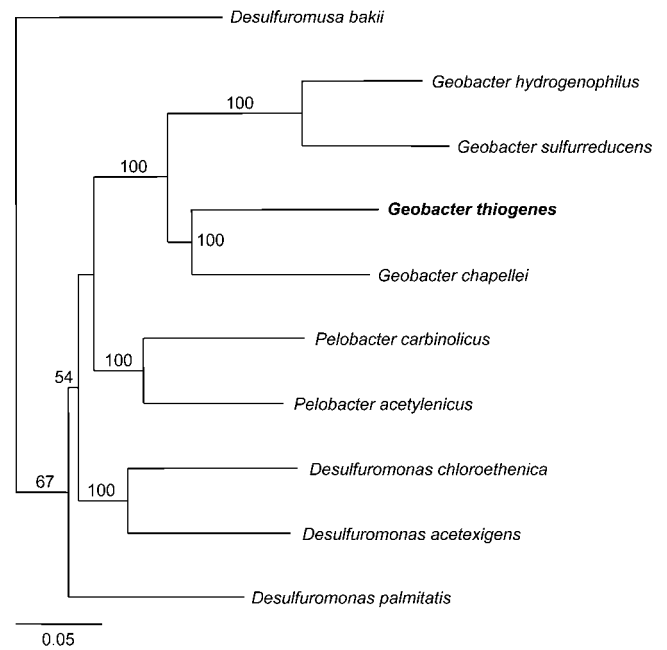 Desulfuromusa bakii
Geobacter hydrogenophilus
100
Geobacter sulfurreducens
100
Geobacter thiogenes
100
Geobacter chapellei
Pelobacter carbinolicus
100
54
Pelobacter acetylenicus
Desulfuromonas chloroethenica
67
100
Desulfuromonas acetexigens
Desulfuromonas palmitatis
0.05